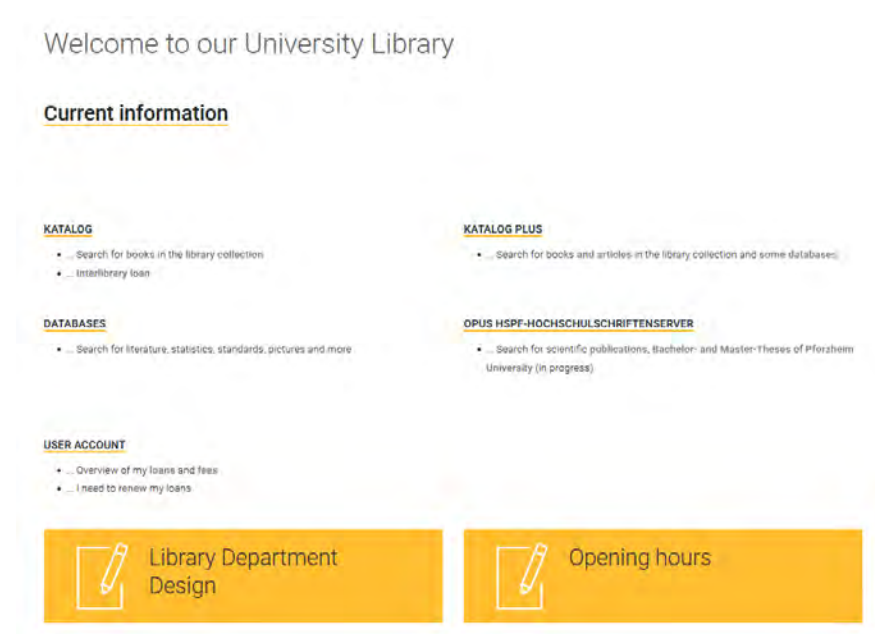 Welcome to our University Library
Current information
KATALOG
... Search for books in the library collection
... Interlibrary loan
KATALOG PLUS
... Search for books and articles in the library collection and some databases.
DATABASES
... Search for literature, statistics, standards, pictures and more
OPUS HSPF-HOCHSCHULSCHRIFTENSERVER
... Search for scientific publications, Bachelor- and Master-Theses of Pforzheim
University (in progress)
USER ACCOUNT
... Overview of my loans and fees
... I need to renew my loans
Library Department
Design
Opening hours